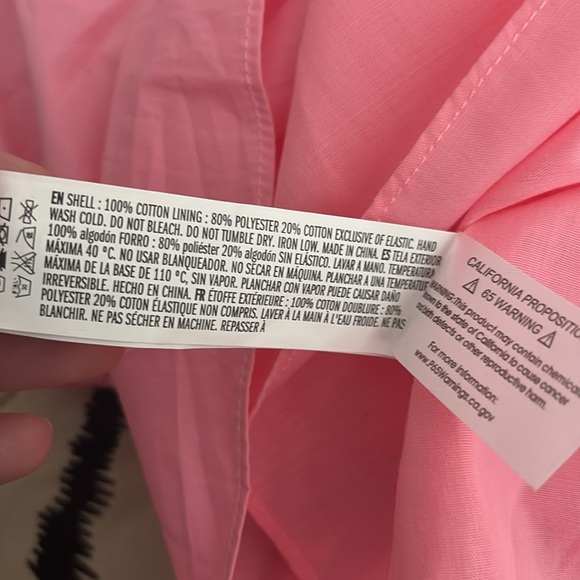 EN SHELL : 100% COTTON LINING : 80% POLYESTER 20% COTTON EXCLUSIVE OF ELASTIC. HAND
WASH COLD. DO NOT BLEACH. DO NOT TUMBLE DRY. IRON LOW. MADE IN CHINA. ES TELA EXTERIOR
100% algodón FORRO : 80% poliéster 20% algodón SIN ELÁSTICO. LAVAR A MANO. TEMPERATURA
MÁXIMA 40 °C. NO USAR BLANQUEADOR. NO SECAR EN MÁQUINA. PLANCHAR A UNA TEMPERATURA
MÁXIMA DE LA BASE DE 110 °C, SIN VAPOR. PLANCHAR CON VAPOR PUEDE CAUSAR DAÑO
IRREVERSIBLE. HECHO EN CHINA. FR ÉTOFFE EXTÉRIEURE : 100% COTON DOUBLURE : 80%
POLYESTER 20% COTON ÉLASTIQUE NON COMPRIS. LAVER À LA MAIN À L'EAU FROIDE. NE PAS
BLANCHIR. NE PAS SÉCHER EN MACHINE. REPASSER À
CALIFORNIA PROPOSITION
⚠ 65 WARNING ⚠
WARNING:This product may contain chemicals
known to the state of California to cause cancer
birth defects or other reproductive harm.
For more information:
www.P65Warnings.ca.gov